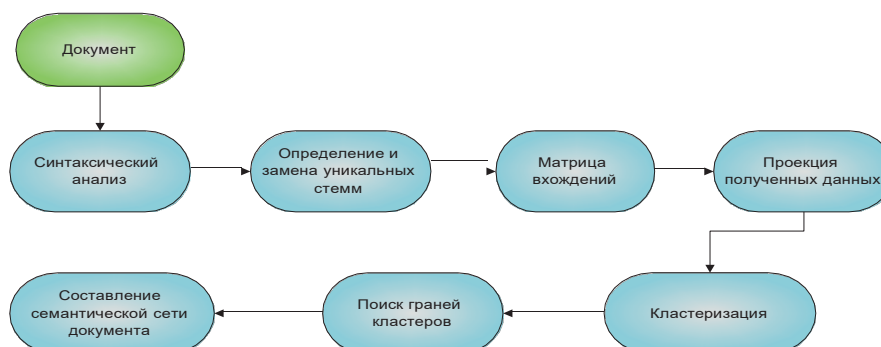 Документ
Синтаксический
анализ
Определение и
замена уникальных
стемм
Матрица
вхождений
Проекция
полученных данных
Кластеризация
Поиск граней
кластеров
Составление
семантической сети
документа